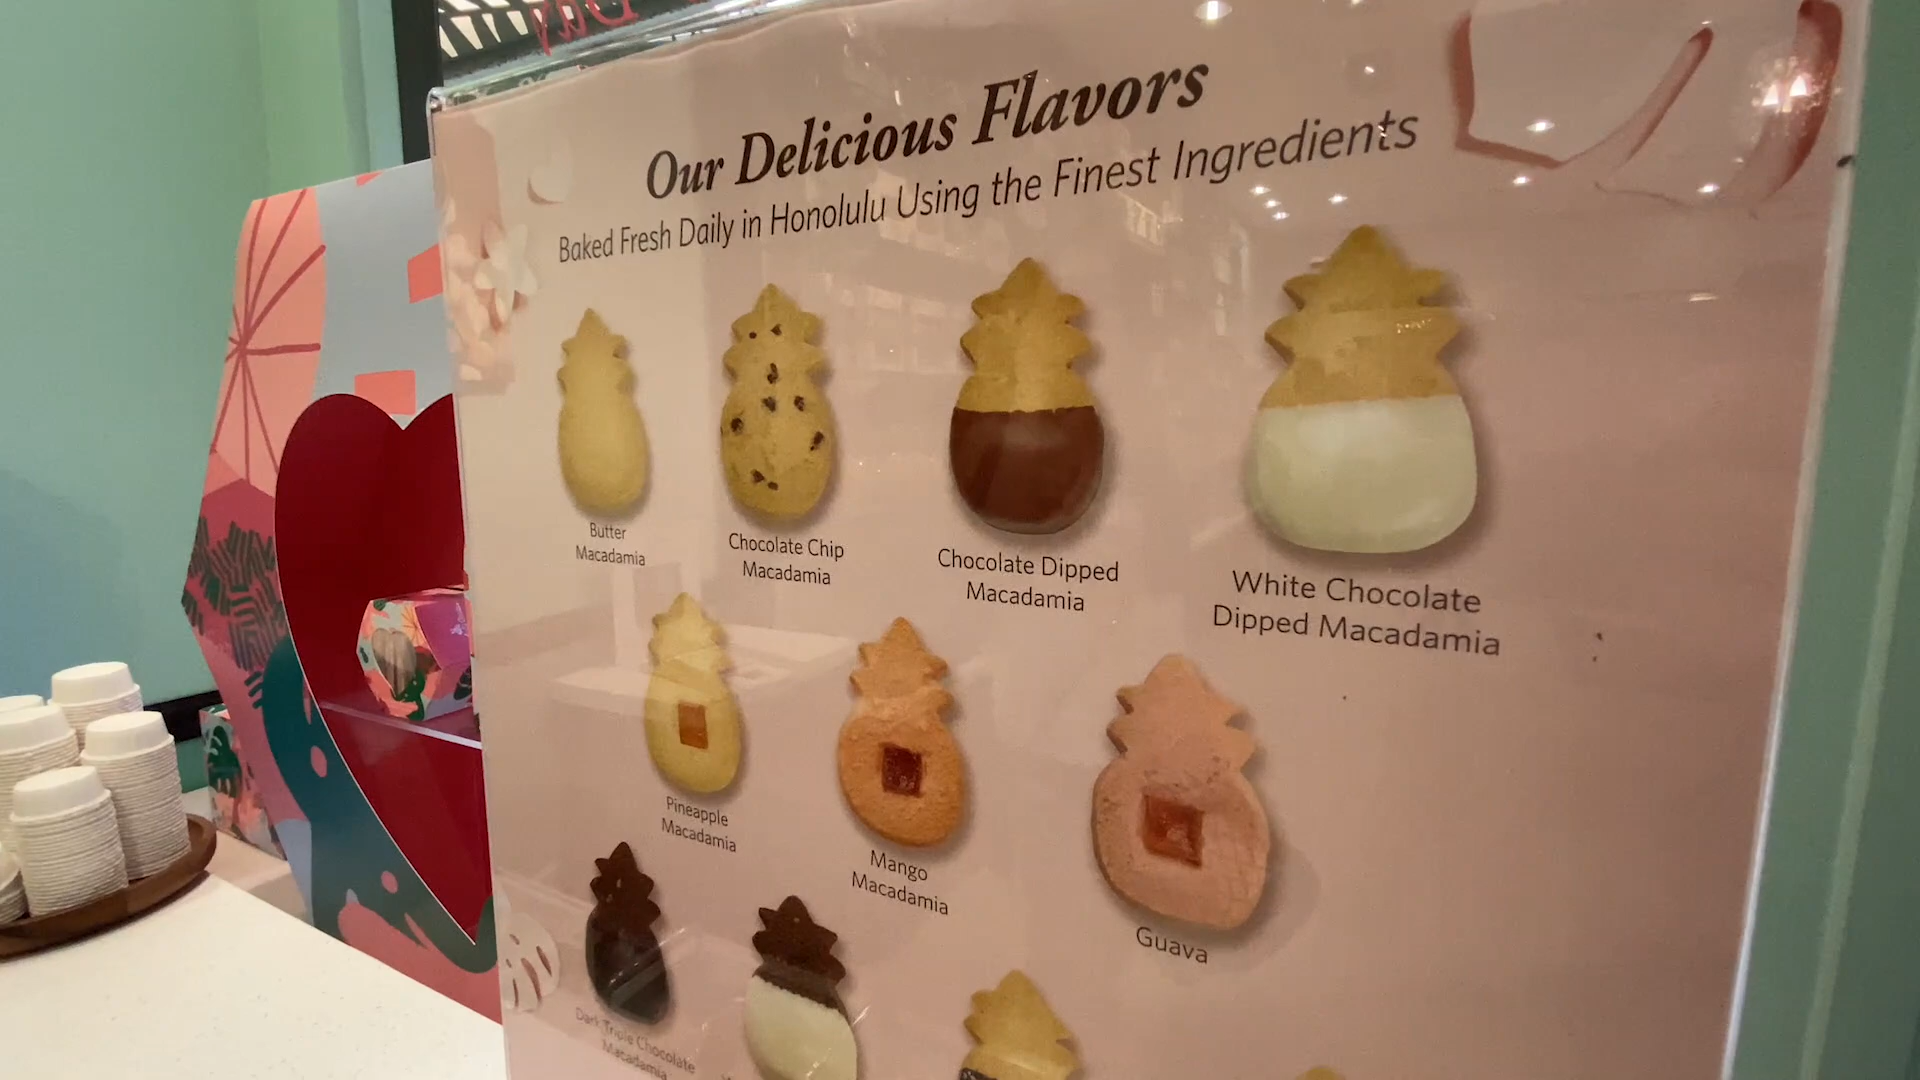 Our Delicious Flavors
Baked Fresh Daily in Honolulu Using the Finest Ingredients
Butter
Macadamia
Chocolate Chip
Macadamia
Chocolate Dipped
Macadamia
White Chocolate
Dipped Macadamia
Pineapple
Macadamia
Mango
Macadamia
Guava
Dark Triple Chocolate
Macadamia